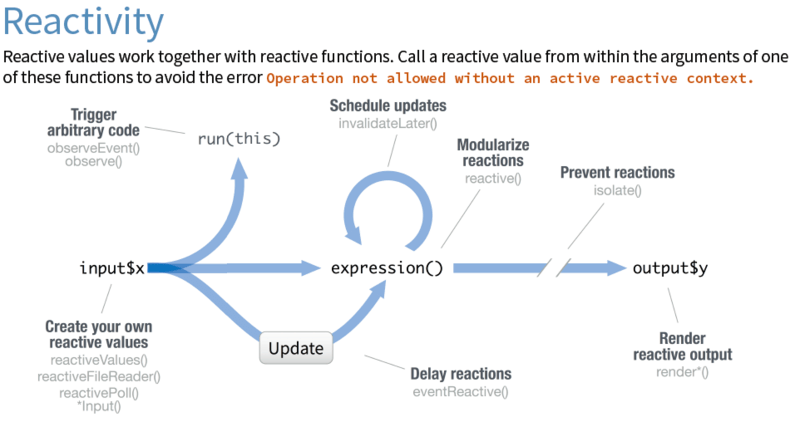 Reactivity
Reactive values work together with reactive functions. Call a reactive value from within the arguments of one
of these functions to avoid the error Operation not allowed without an active reactive context.
Trigger
arbitrary code
observeEvent()
observe()
run(this)
Schedule updates
invalidateLater()
Modularize
reactions
reactive()
Prevent reactions
isolate()
input$x
expression()
output$y
Create your own
reactive values
reactiveValues()
reactiveFileReader()
reactivePoll()
*Input()
Update
Delay reactions
eventReactive()
Render
reactive output
render*()